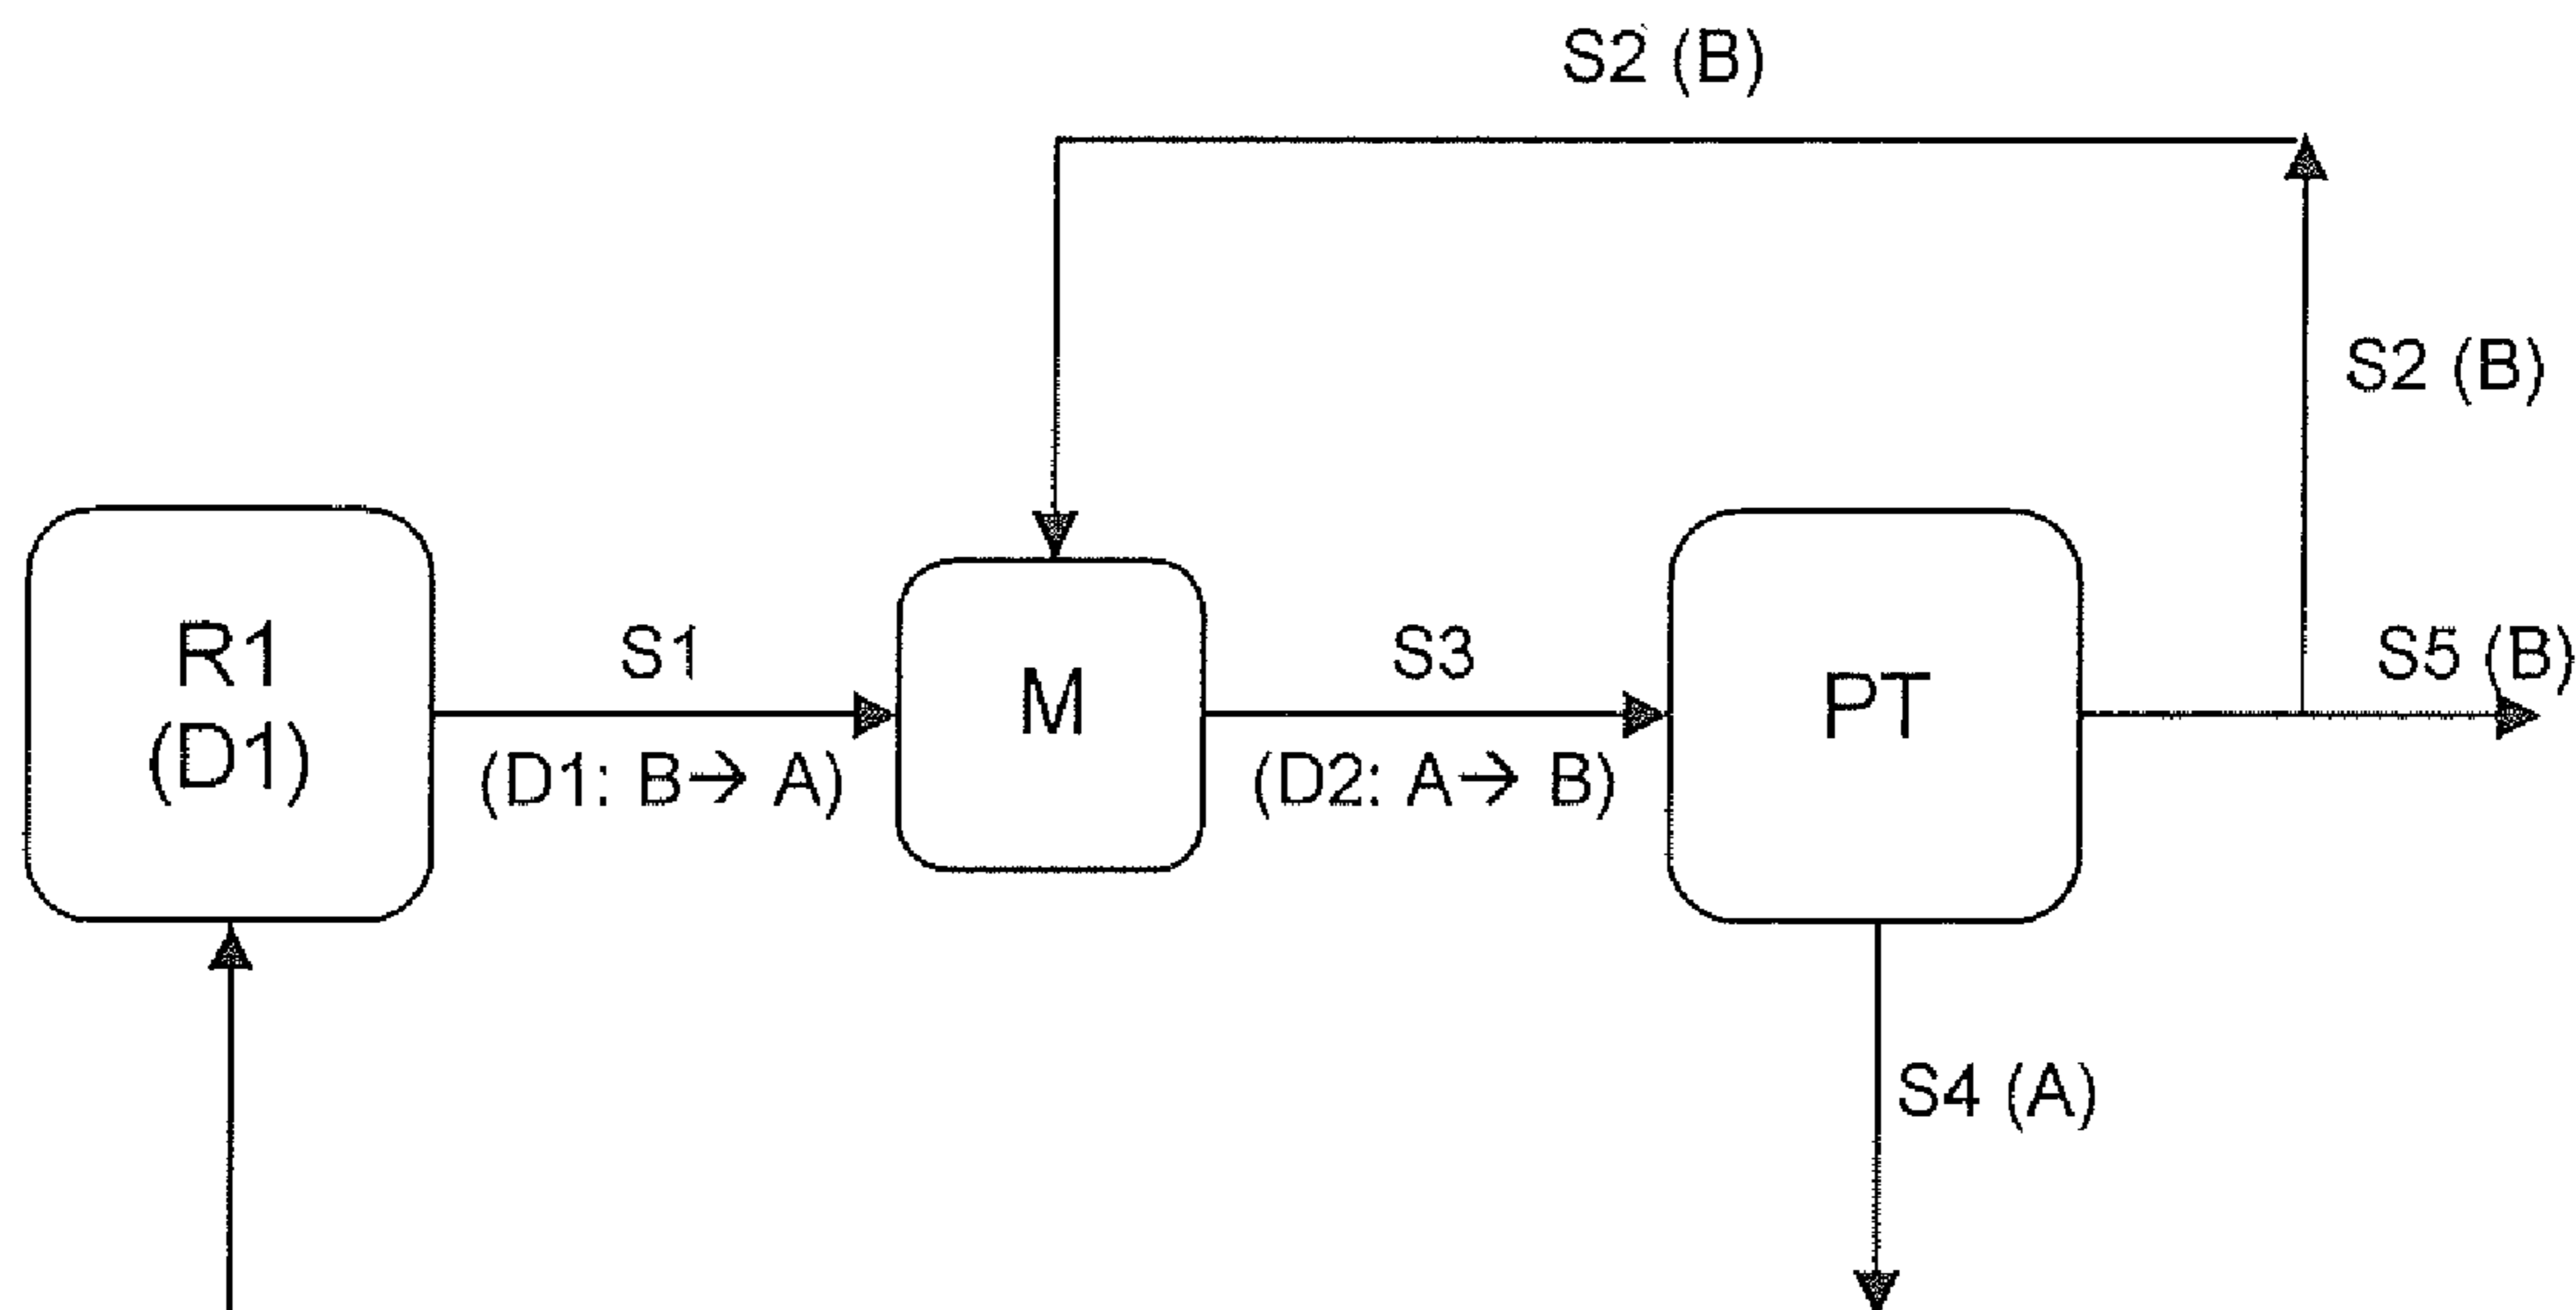 S2 (B)
S2 (B)
R1
(D1)
S1
(D1: B→ A)
M
S3
(D2: A→ B)
PT
S5 (B)
S4 (A)